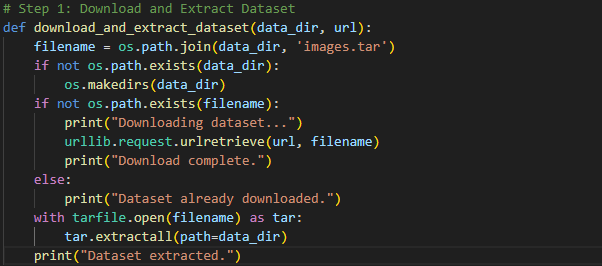 # Step 1: Download and Extract Dataset
def download_and_extract_dataset(data_dir, url):
    filename = os.path.join(data_dir, 'images.tar')
    if not os.path.exists(data_dir):
        os.makedirs(data_dir)
    if not os.path.exists(filename):
        print("Downloading dataset...")
        urllib.request.urlretrieve(url, filename)
        print("Download complete.")
    else:
        print("Dataset already downloaded.")
    with tarfile.open(filename) as tar:
        tar.extractall(path=data_dir)
    print("Dataset extracted.")